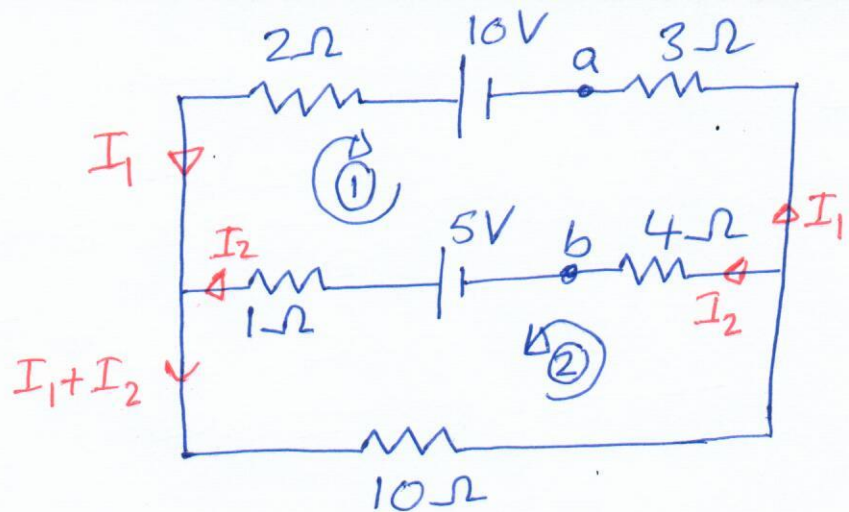 2Ω 10V a 3Ω
I₁ ①
I₂ 5V b 4Ω I₁
1Ω I₂
I₁+I₂ ②
10Ω